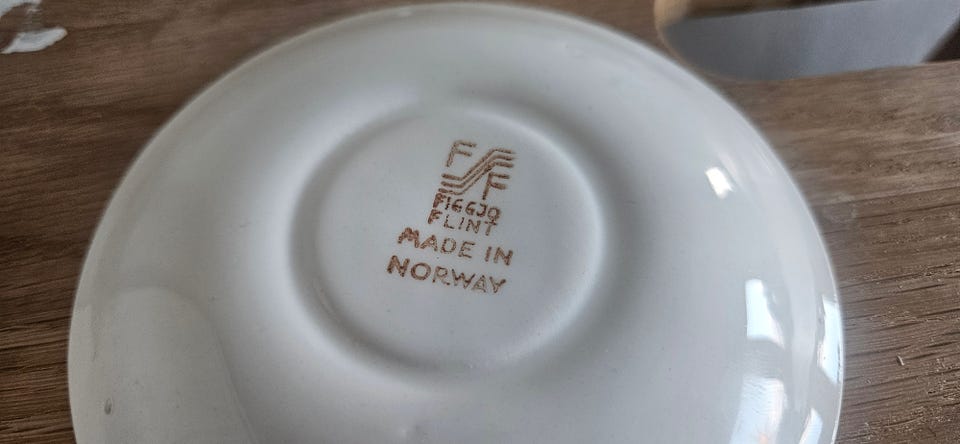 F
F
FIGGJO
FLINT
MADE IN
NORWAY